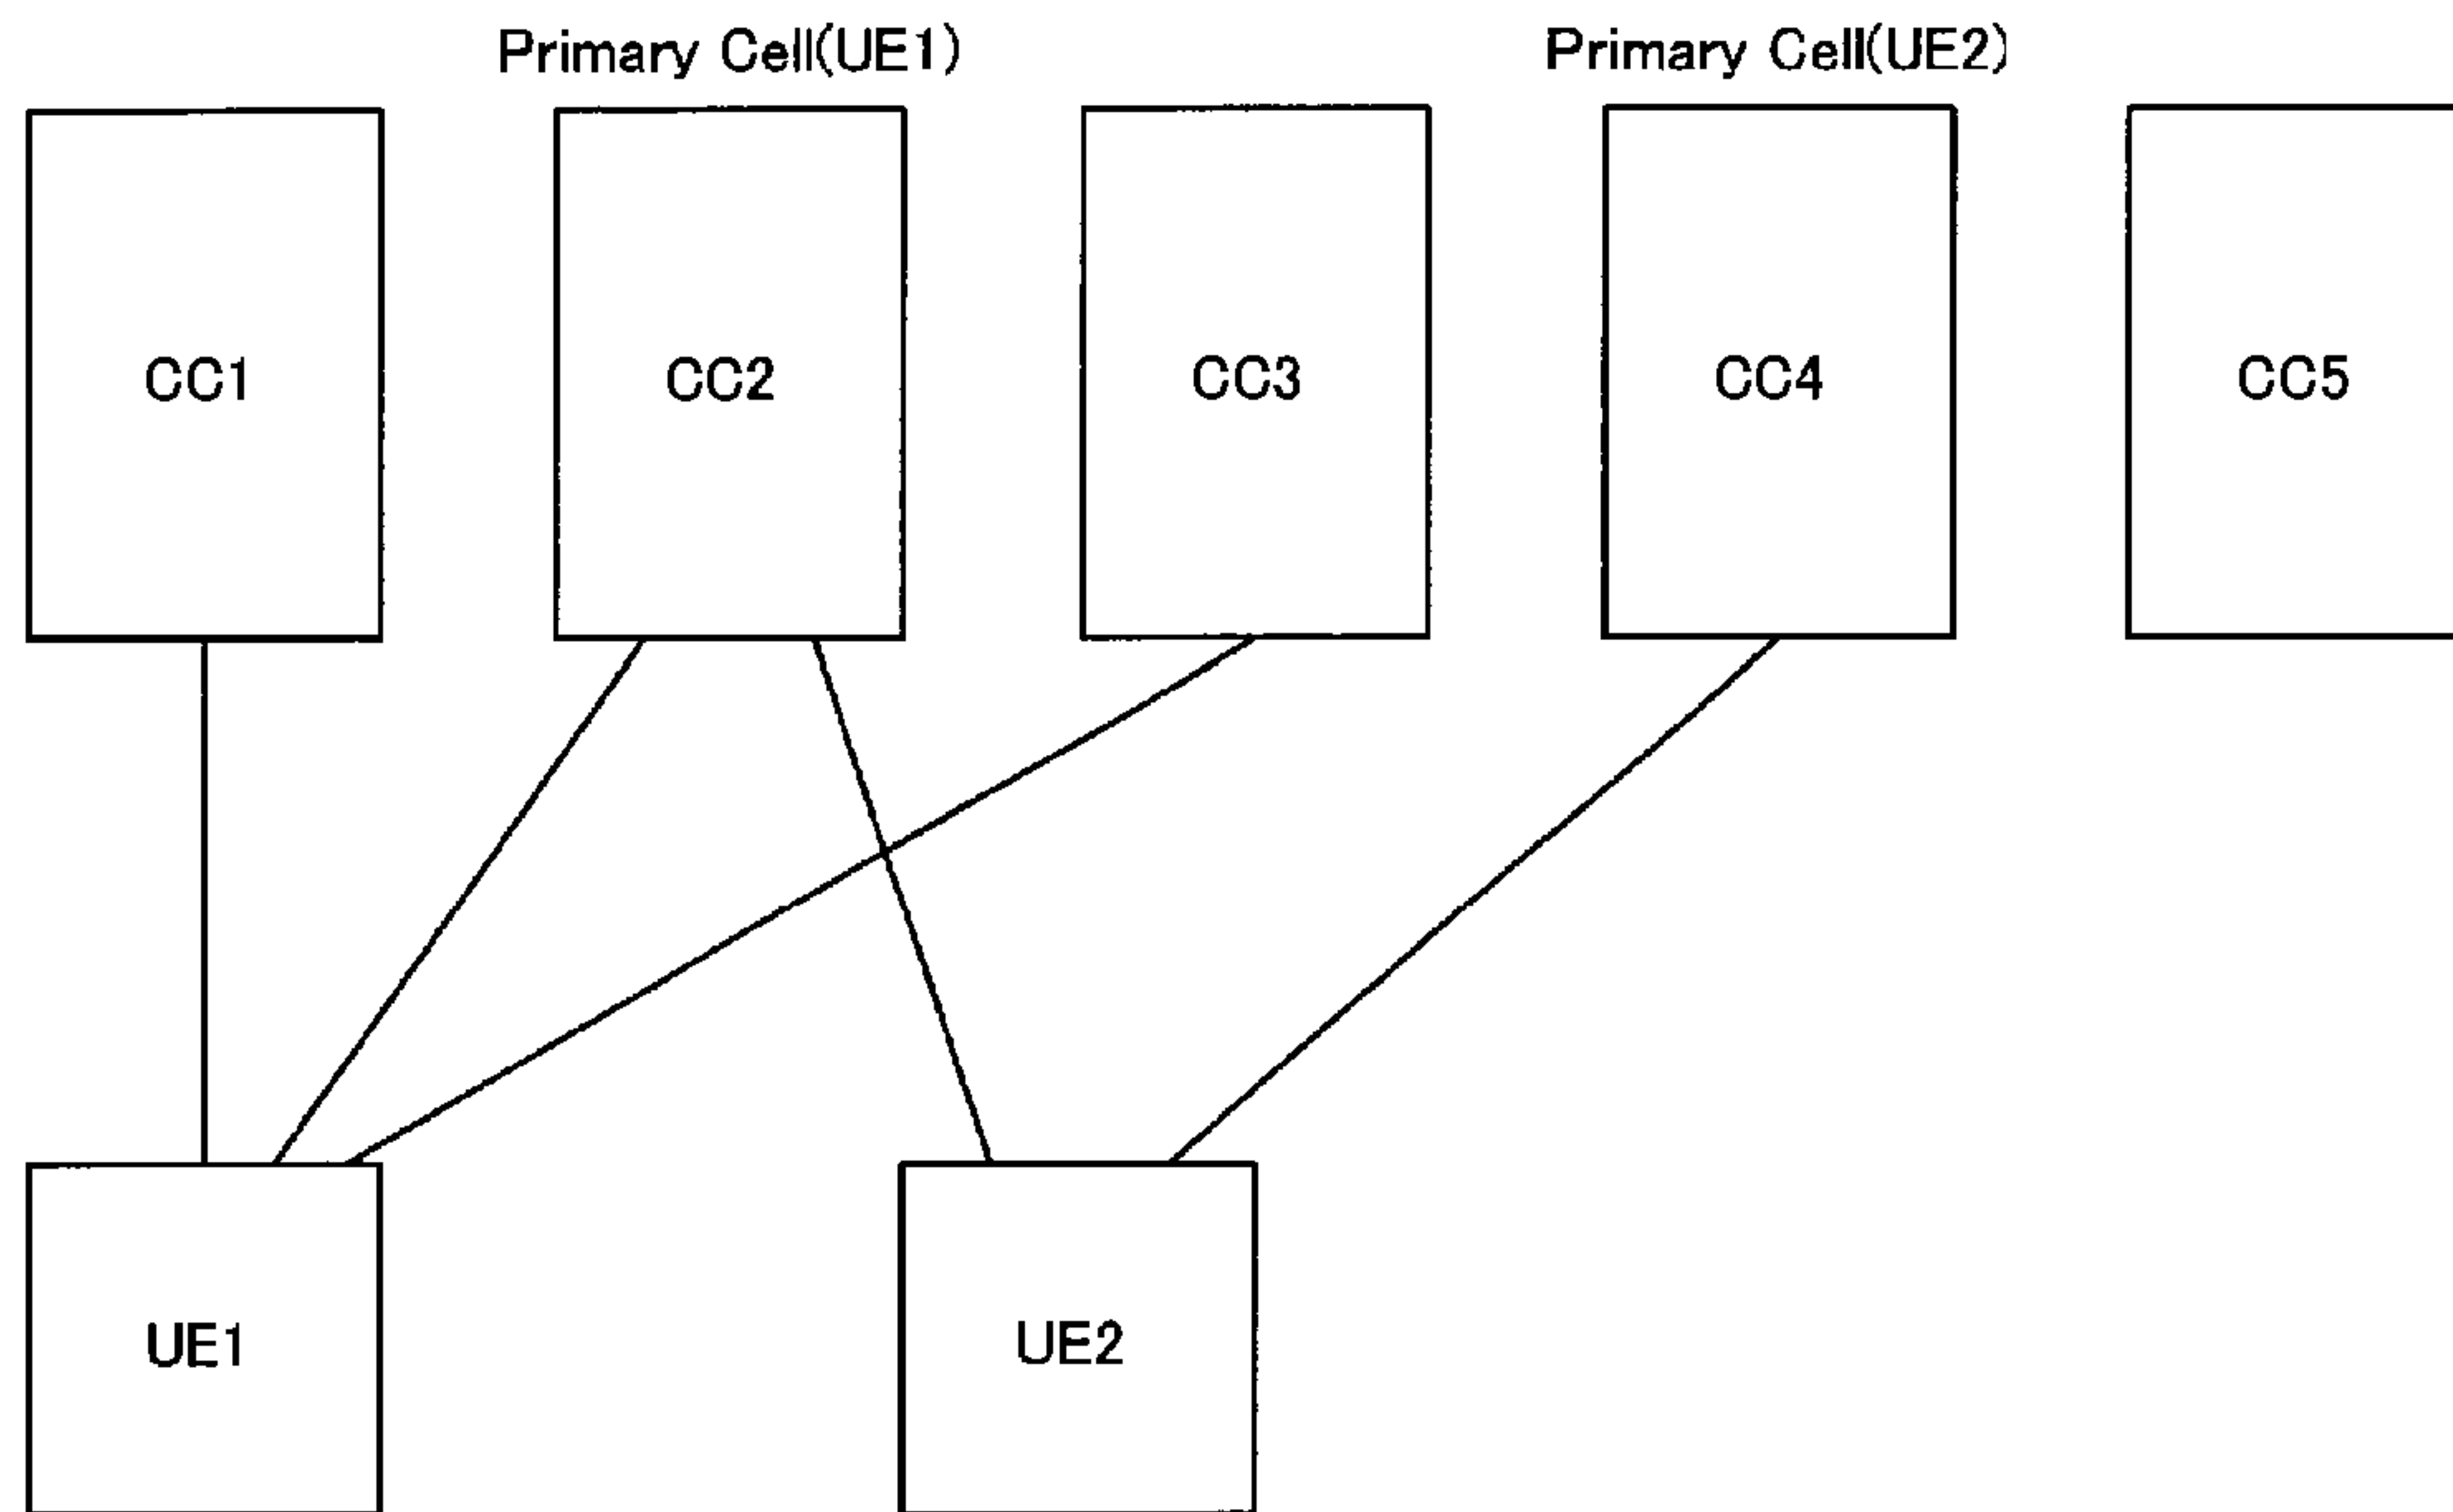 Primary Cell(UE1)
Primary Cell(UE2)
CC1
CC2
CC3
CC4
CC5
UE1
UE2